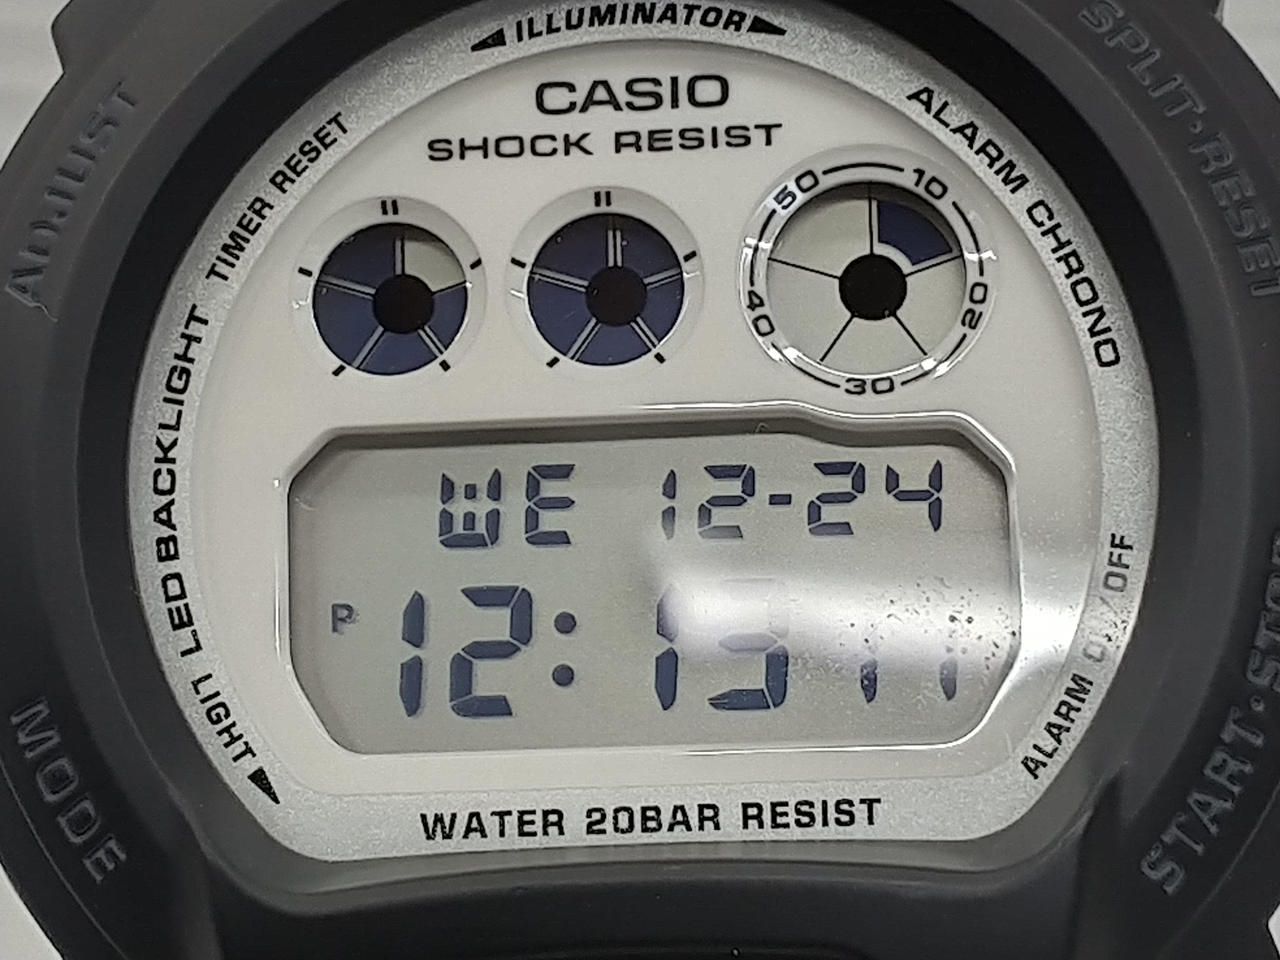 ILLUMINATOR
CASIO
SHOCK RESIST
ADJUST
SPLIT·RESET
TIMER RESET
ALARM CHRONO
LED BACKLIGHT
50 10
40 20
30
WE 12-24
P 12:
LIGHT
ALARM ON/OFF
MODE
START·STOP
WATER 20BAR RESIST